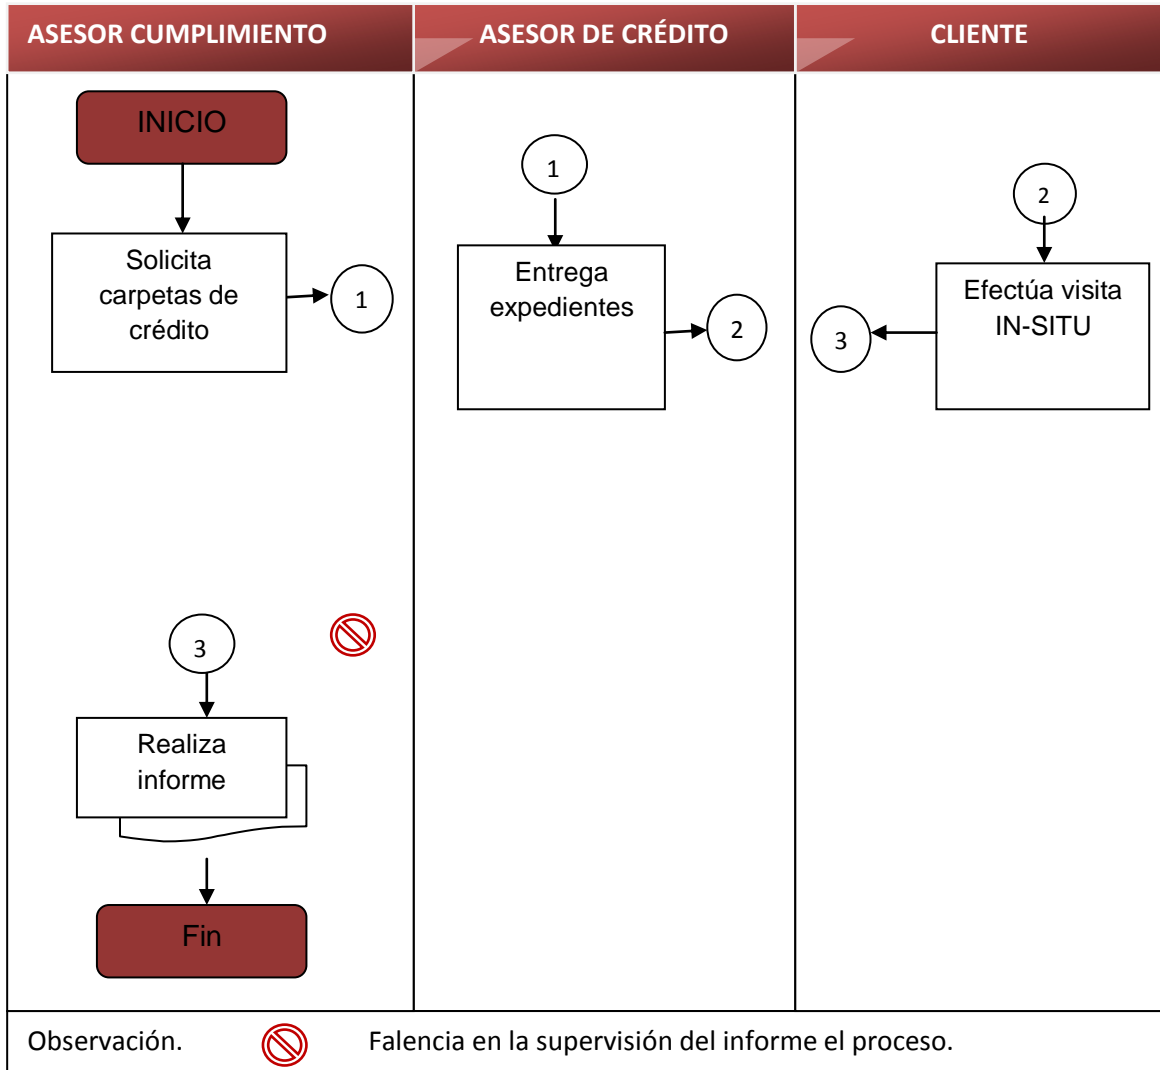 ASESOR CUMPLIMIENTO
ASESOR DE CRÉDITO
CLIENTE
INICIO
Solicita
carpetas de
crédito
1
1
Entrega
expedientes
2
2
Efectúa visita
IN-SITU
3
3
Realiza
informe
Fin
Observación.
Falencia en la supervisión del informe el proceso.